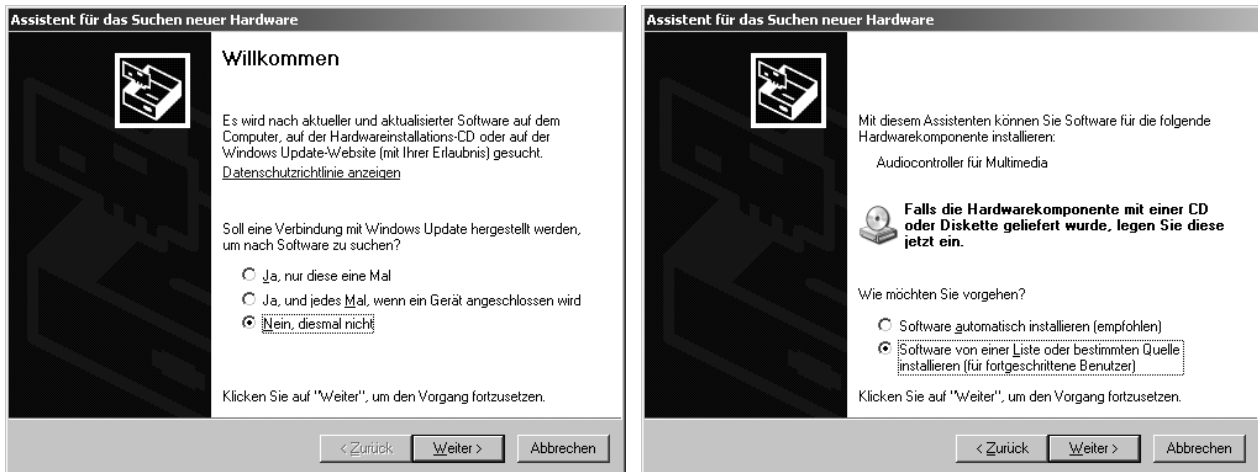 Assistent für das Suchen neuer Hardware
Willkommen
Es wird nach aktueller und aktualisierter Software auf dem
Computer, auf der Hardwareinstallations-CD oder auf der
Windows Update-Website (mit Ihrer Erlaubnis) gesucht.
Datenschutzrichtlinie anzeigen
Soll eine Verbindung mit Windows Update hergestellt werden,
um nach Software zu suchen?
Ja, nur diese eine Mal
Ja, und jedes Mal, wenn ein Gerät angeschlossen wird
Nein, diesmal nicht
Klicken Sie auf "Weiter", um den Vorgang fortzusetzen.
< Zurück
Weiter >
Abbrechen
Assistent für das Suchen neuer Hardware
Mit diesem Assistenten können Sie Software für die folgende
Hardwarekomponente installieren:
Audiocontroller für Multimedia
Falls die Hardwarekomponente mit einer CD
oder Diskette geliefert wurde, legen Sie diese
jetzt ein.
Wie möchten Sie vorgehen?
Software automatisch installieren (empfohlen)
Software von einer Liste oder bestimmten Quelle
installieren (für fortgeschrittene Benutzer)
Klicken Sie auf "Weiter", um den Vorgang fortzusetzen.
< Zurück
Weiter >
Abbrechen